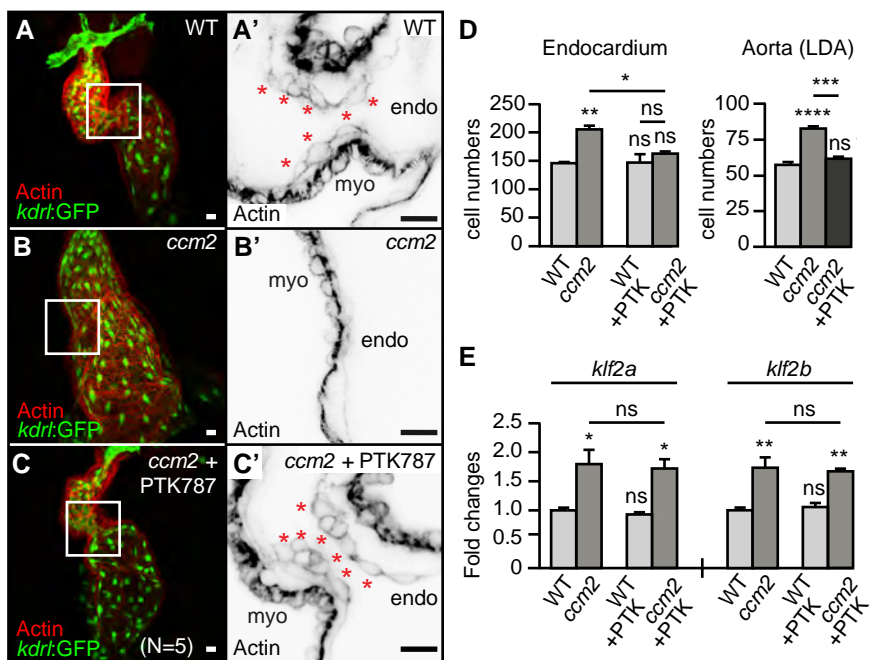 A
WT
Actin
kdrl:GFP
A'
WT
endo
myo
Actin
B
ccm2
Actin
kdrl:GFP
B'
ccm2
myo
endo
Actin
C
ccm2 +
PTK787
Actin
kdrl:GFP
(N=5)
C'
ccm2 + PTK787
myo
endo
Actin
D
Endocardium
cell numbers
250
200
150
100
50
0
**
*
ns
ns
ns
WT
ccm2
WT
+PTK
ccm2
+PTK
Aorta (LDA)
cell numbers
100
75
50
25
0
****
***
ns
WT
ccm2
ccm2
+PTK
E
klf2a
klf2b
Fold changes
2.5
2.0
1.5
1.0
0.5
0
ns
*
ns
*
ns
**
ns
**
WT
ccm2
WT
+PTK
ccm2
+PTK
WT
ccm2
WT
+PTK
ccm2
+PTK